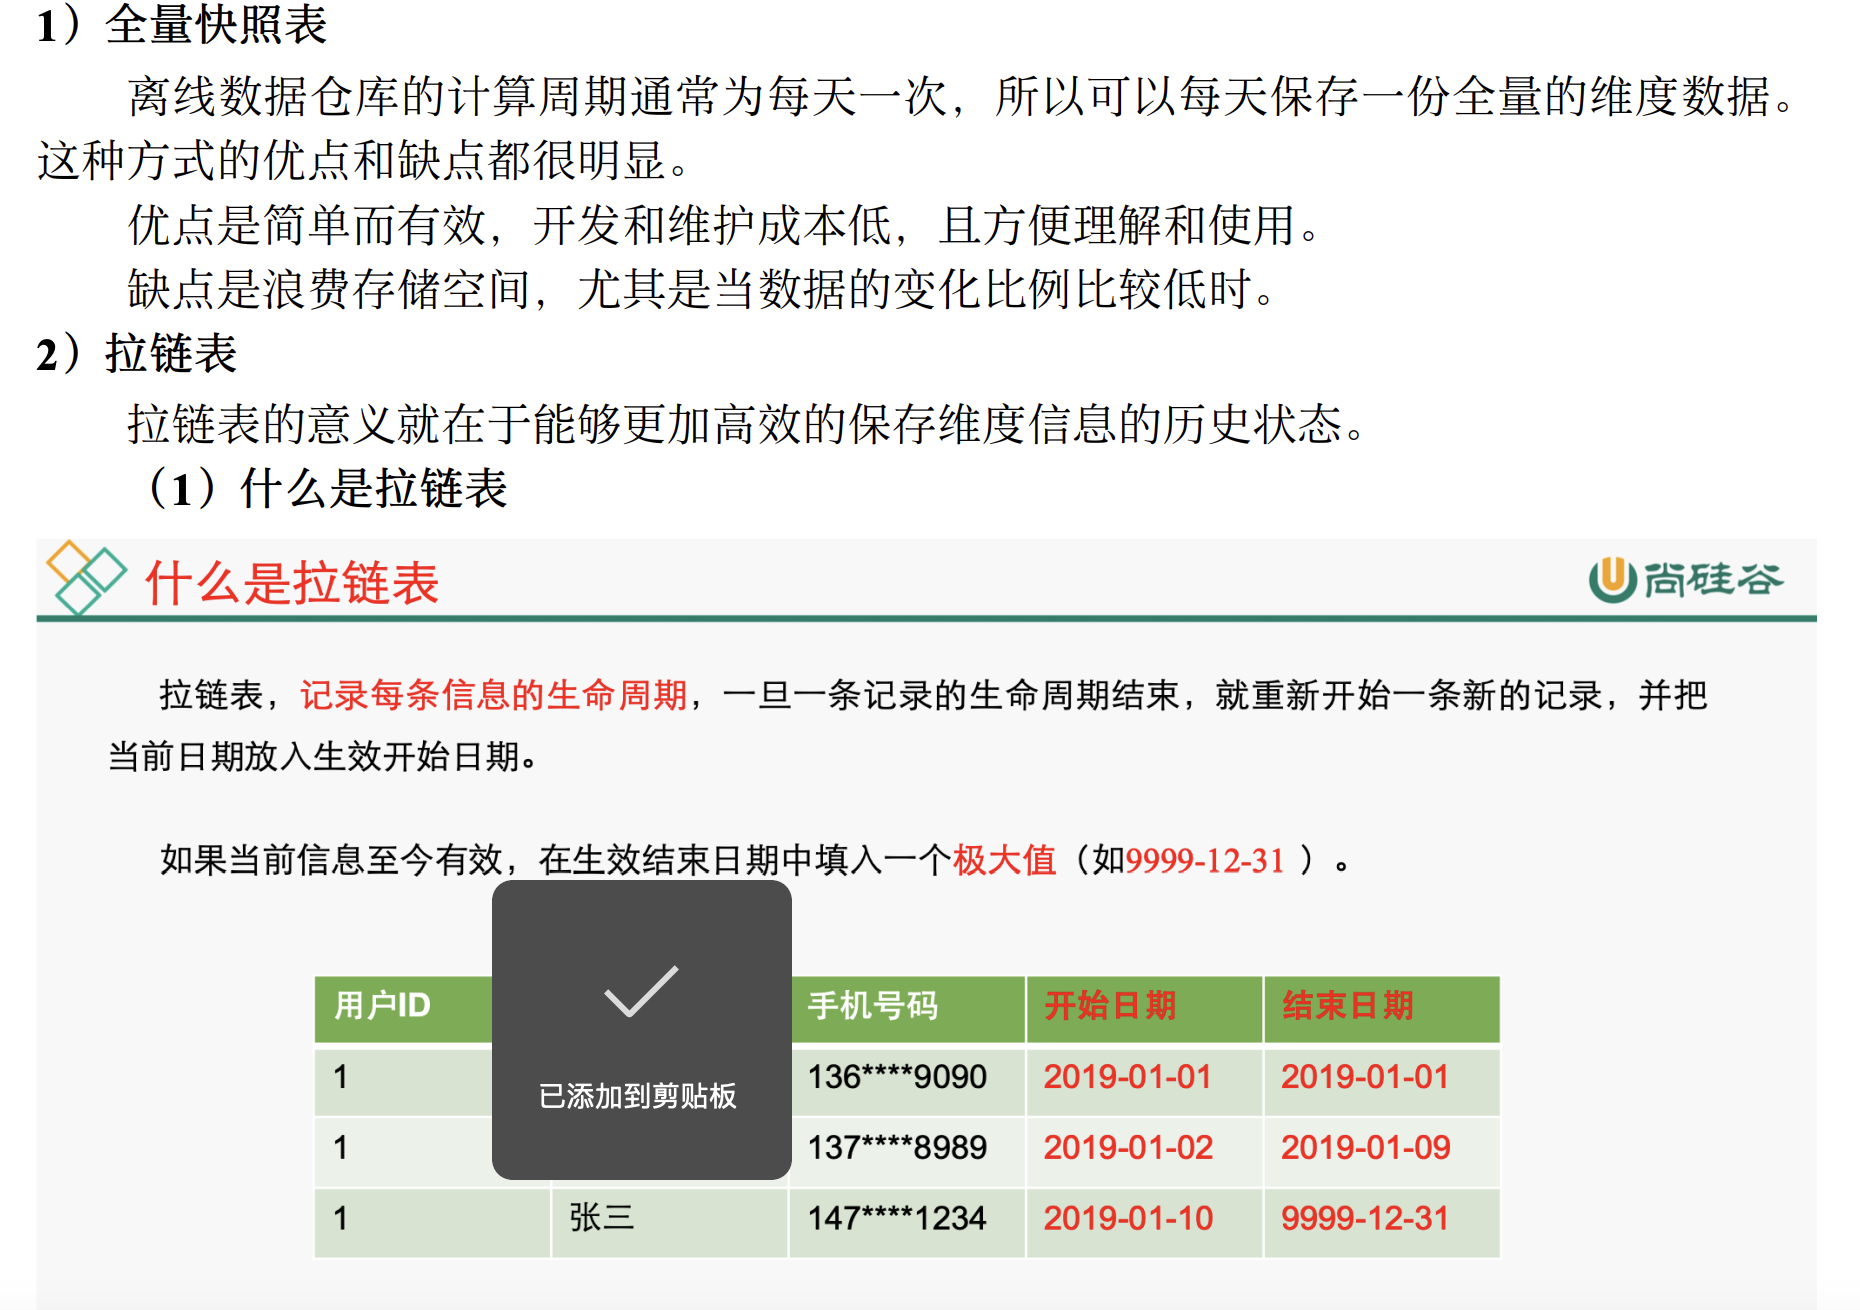 1）全量快照表
离线数据仓库的计算周期通常为每天一次，所以可以每天保存一份全量的维度数据。
这种方式的优点和缺点都很明显。
优点是简单而有效，开发和维护成本低，且方便理解和使用。
缺点是浪费存储空间，尤其是当数据的变化比例比较低时。
2）拉链表
拉链表的意义就在于能够更加高效的保存维度信息的历史状态。
（1）什么是拉链表
什么是拉链表 尚硅谷
拉链表，记录每条信息的生命周期，一旦一条记录的生命周期结束，就重新开始一条新的记录，并把
当前日期放入生效开始日期。
如果当前信息至今有效，在生效结束日期中填入一个极大值（如9999-12-31 ）。
用户ID 手机号码 开始日期 结束日期
1 136****9090 2019-01-01 2019-01-01
已添加到剪贴板
1 137****8989 2019-01-02 2019-01-09
1 张三 147****1234 2019-01-10 9999-12-31